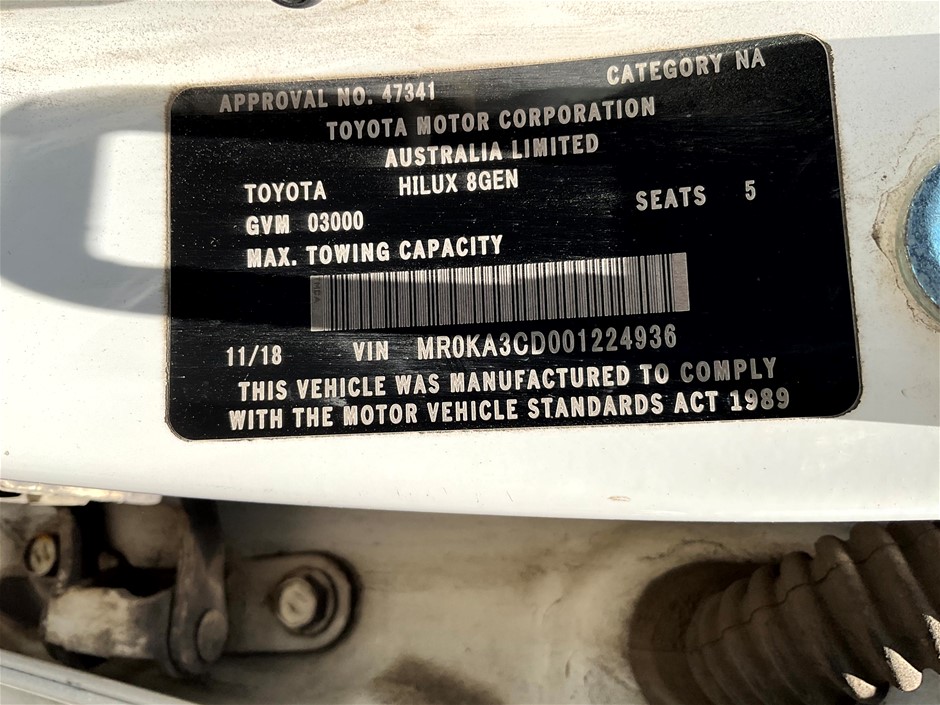 APPROVAL NO. 47341 CATEGORY NA
TOYOTA MOTOR CORPORATION
AUSTRALIA LIMITED
TOYOTA HILUX 8GEN SEATS 5
GVM 03000
MAX. TOWING CAPACITY
11/18 VIN MR0KA3CD001224936
THIS VEHICLE WAS MANUFACTURED TO COMPLY
WITH THE MOTOR VEHICLE STANDARDS ACT 1989